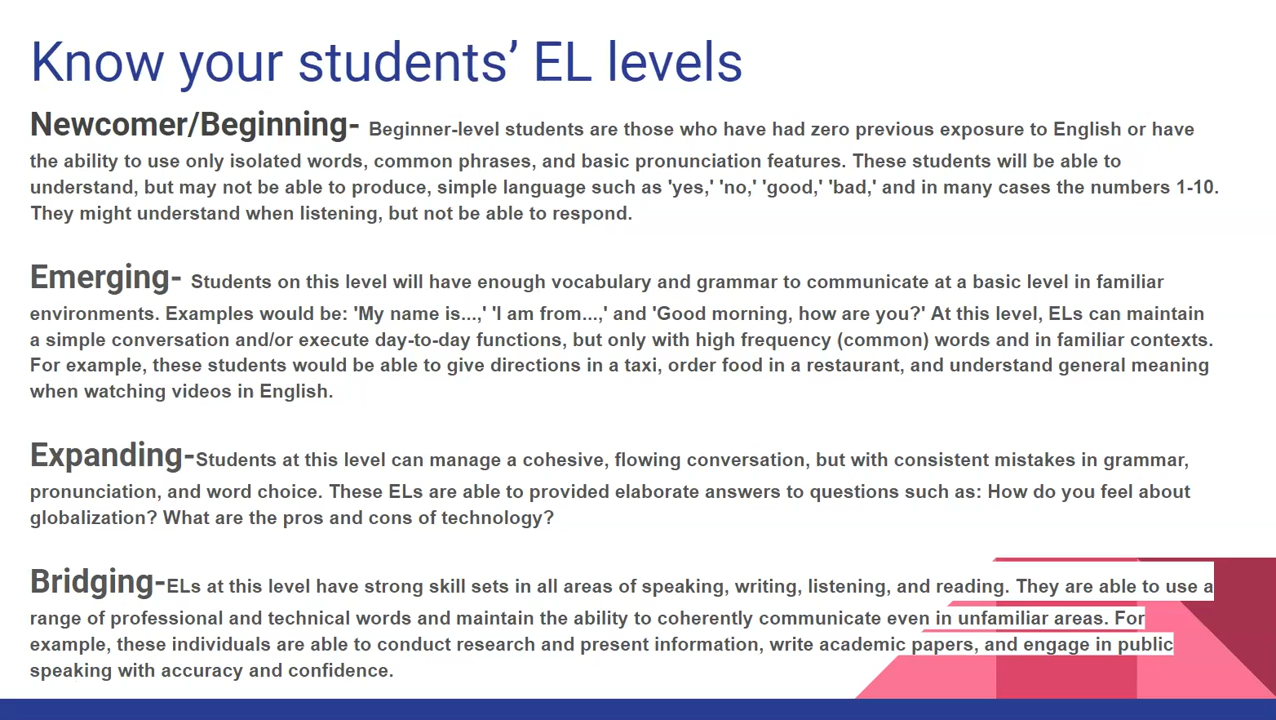 Know your students’ EL levels
Newcomer/Beginning- Beginner-level students are those who have had zero previous exposure to English or have
the ability to use only isolated words, common phrases, and basic pronunciation features. These students will be able to
understand, but may not be able to produce, simple language such as 'yes,' 'no,' 'good,' 'bad,' and in many cases the numbers 1-10.
They might understand when listening, but not be able to respond.
Emerging- Students on this level will have enough vocabulary and grammar to communicate at a basic level in familiar
environments. Examples would be: 'My name is...,' 'I am from...,' and 'Good morning, how are you?' At this level, ELs can maintain
a simple conversation and/or execute day-to-day functions, but only with high frequency (common) words and in familiar contexts.
For example, these students would be able to give directions in a taxi, order food in a restaurant, and understand general meaning
when watching videos in English.
Expanding-Students at this level can manage a cohesive, flowing conversation, but with consistent mistakes in grammar,
pronunciation, and word choice. These ELs are able to provided elaborate answers to questions such as: How do you feel about
globalization? What are the pros and cons of technology?
Bridging-ELs at this level have strong skill sets in all areas of speaking, writing, listening, and reading. They are able to use a
range of professional and technical words and maintain the ability to coherently communicate even in unfamiliar areas. For
example, these individuals are able to conduct research and present information, write academic papers, and engage in public
speaking with accuracy and confidence.